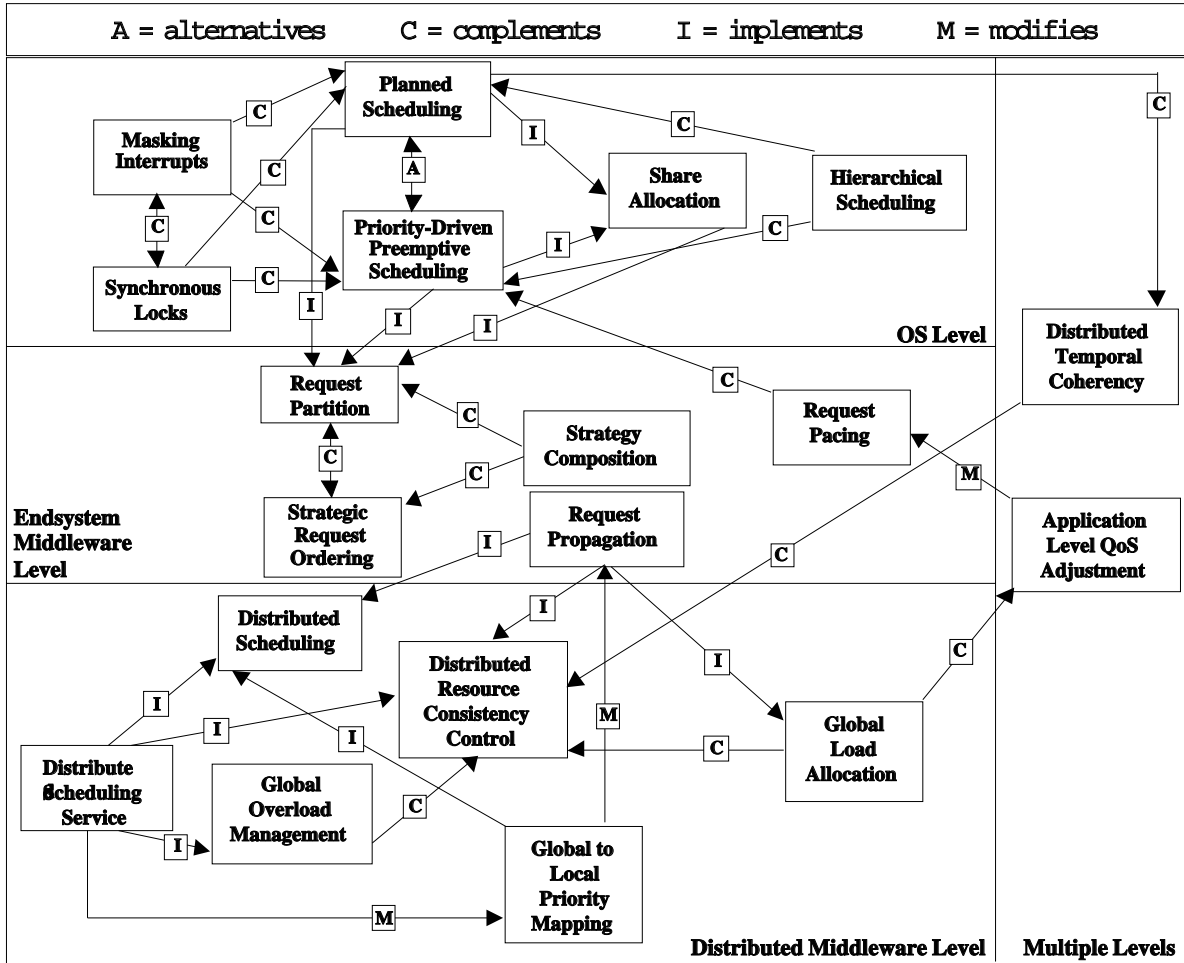 A = alternatives C = complements I = implements M = modifies
Planned
Scheduling
C
C
I
C
Masking
Interrupts
C
A
Share
Allocation
Hierarchical
Scheduling
C
C
Priority-Driven
Preemptive
Scheduling
I
C
Synchronous
Locks
C
I
I
I
OS Level
Distributed
Temporal
Coherency
Request
Partition
C
C
Request
Pacing
C
Strategy
Composition
C
M
Strategic
Request
Ordering
Request
Propagation
I
Endsystem
Middleware
Level
Application
Level QoS
Adjustment
C
Distributed
Scheduling
I
Distributed
Resource
Consistency
Control
I
C
I
I
I
M
C
Global
Load
Allocation
Distribute
dScheduling
Service
Global
Overload
Management
C
I
Global to
Local
Priority
Mapping
M
Distributed Middleware Level
Multiple Levels